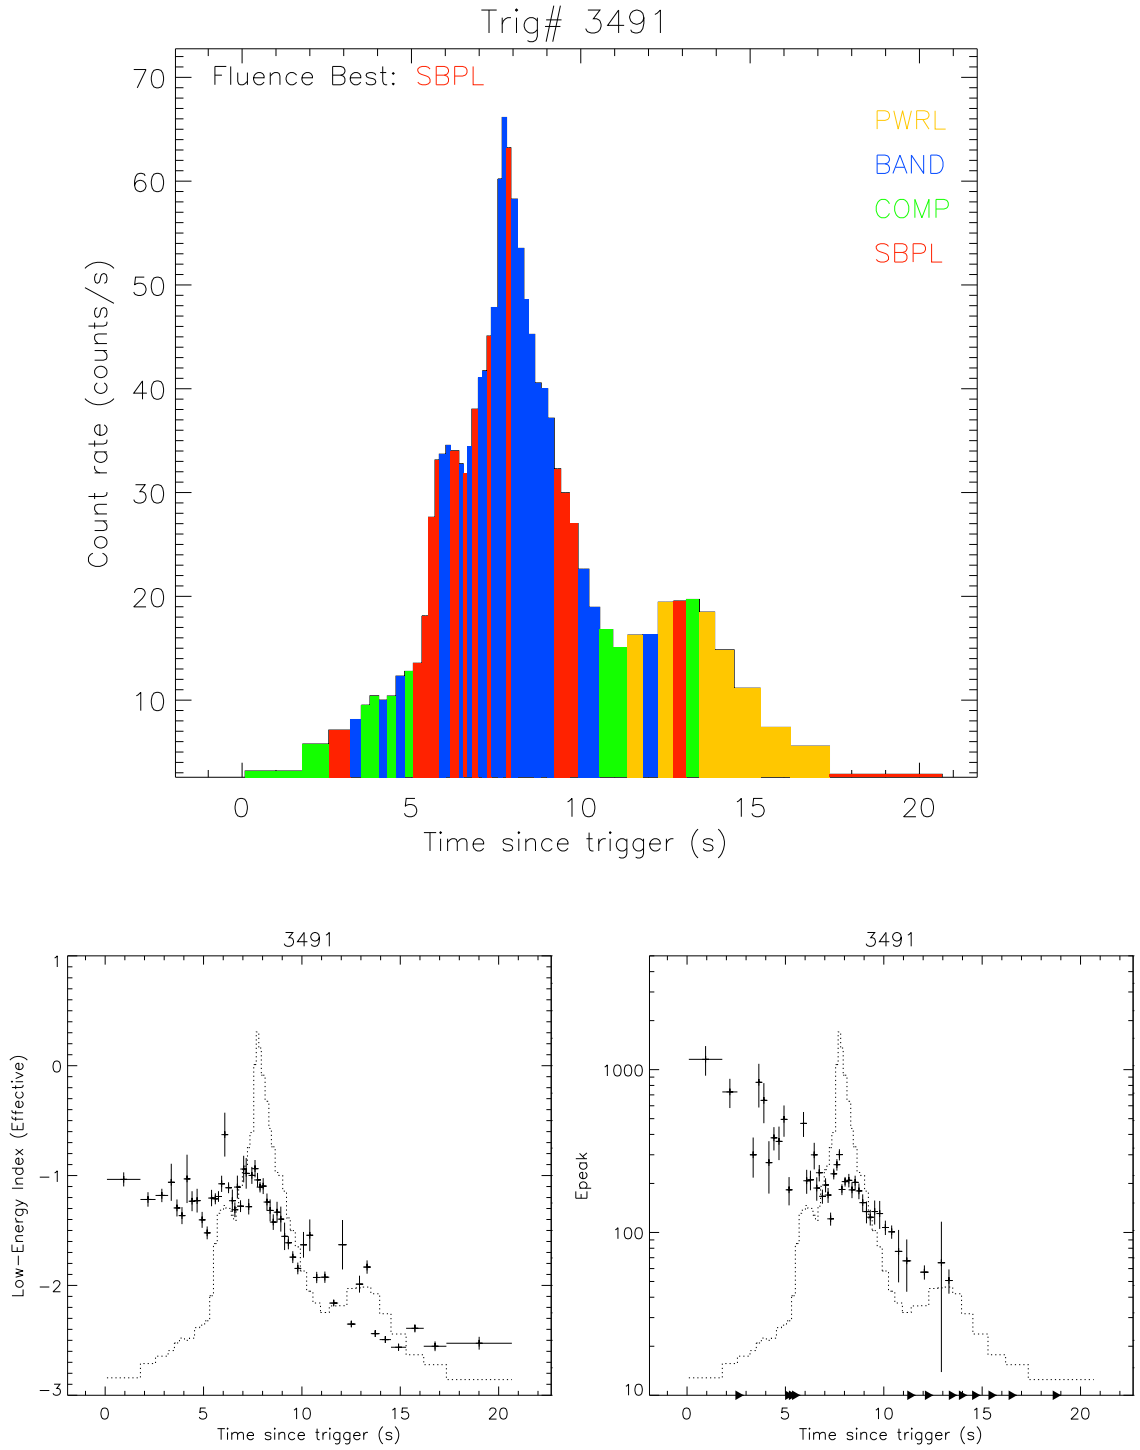 Trig# 3491
Fluence Best: SBPL
PWRL
BAND
COMP
SBPL
70
60
50
40
30
20
10
Count rate (counts/s)
0 5 10 15 20
Time since trigger (s)
3491
1
0
−1
−2
−3
Low−Energy Index (Effective)
0 5 10 15 20
Time since trigger (s)
3491
1000
100
10
Epeak
0 5 10 15 20
Time since trigger (s)